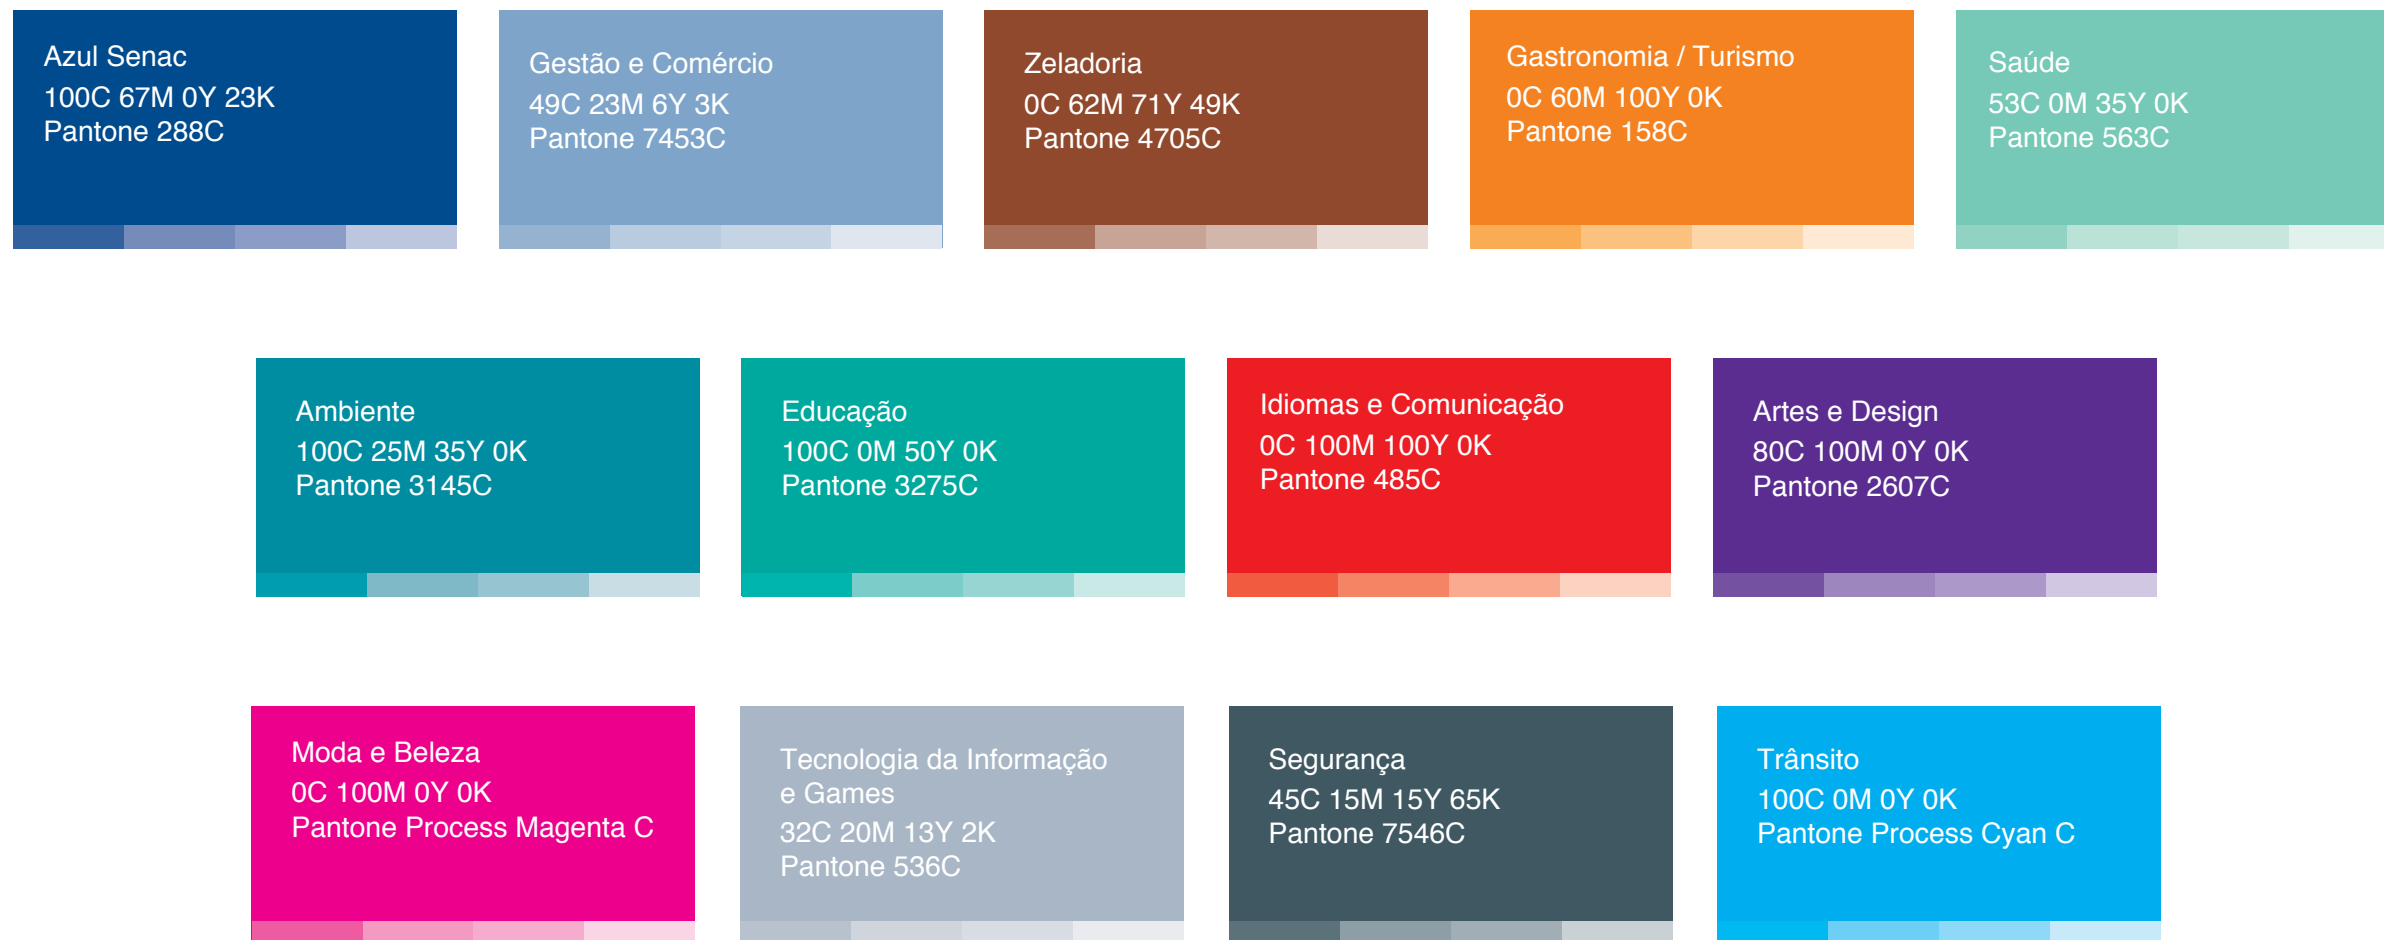 Azul Senac
100C 67M 0Y 23K
Pantone 288C
Gestão e Comércio
49C 23M 6Y 3K
Pantone 7453C
Zeladoria
0C 62M 71Y 49K
Pantone 4705C
Gastronomia / Turismo
0C 60M 100Y 0K
Pantone 158C
Saúde
53C 0M 35Y 0K
Pantone 563C
Ambiente
100C 25M 35Y 0K
Pantone 3145C
Educação
100C 0M 50Y 0K
Pantone 3275C
Idiomas e Comunicação
0C 100M 100Y 0K
Pantone 485C
Artes e Design
80C 100M 0Y 0K
Pantone 2607C
Moda e Beleza
0C 100M 0Y 0K
Pantone Process Magenta C
Tecnologia da Informação
e Games
32C 20M 13Y 2K
Pantone 536C
Segurança
45C 15M 15Y 65K
Pantone 7546C
Trânsito
100C 0M 0Y 0K
Pantone Process Cyan C